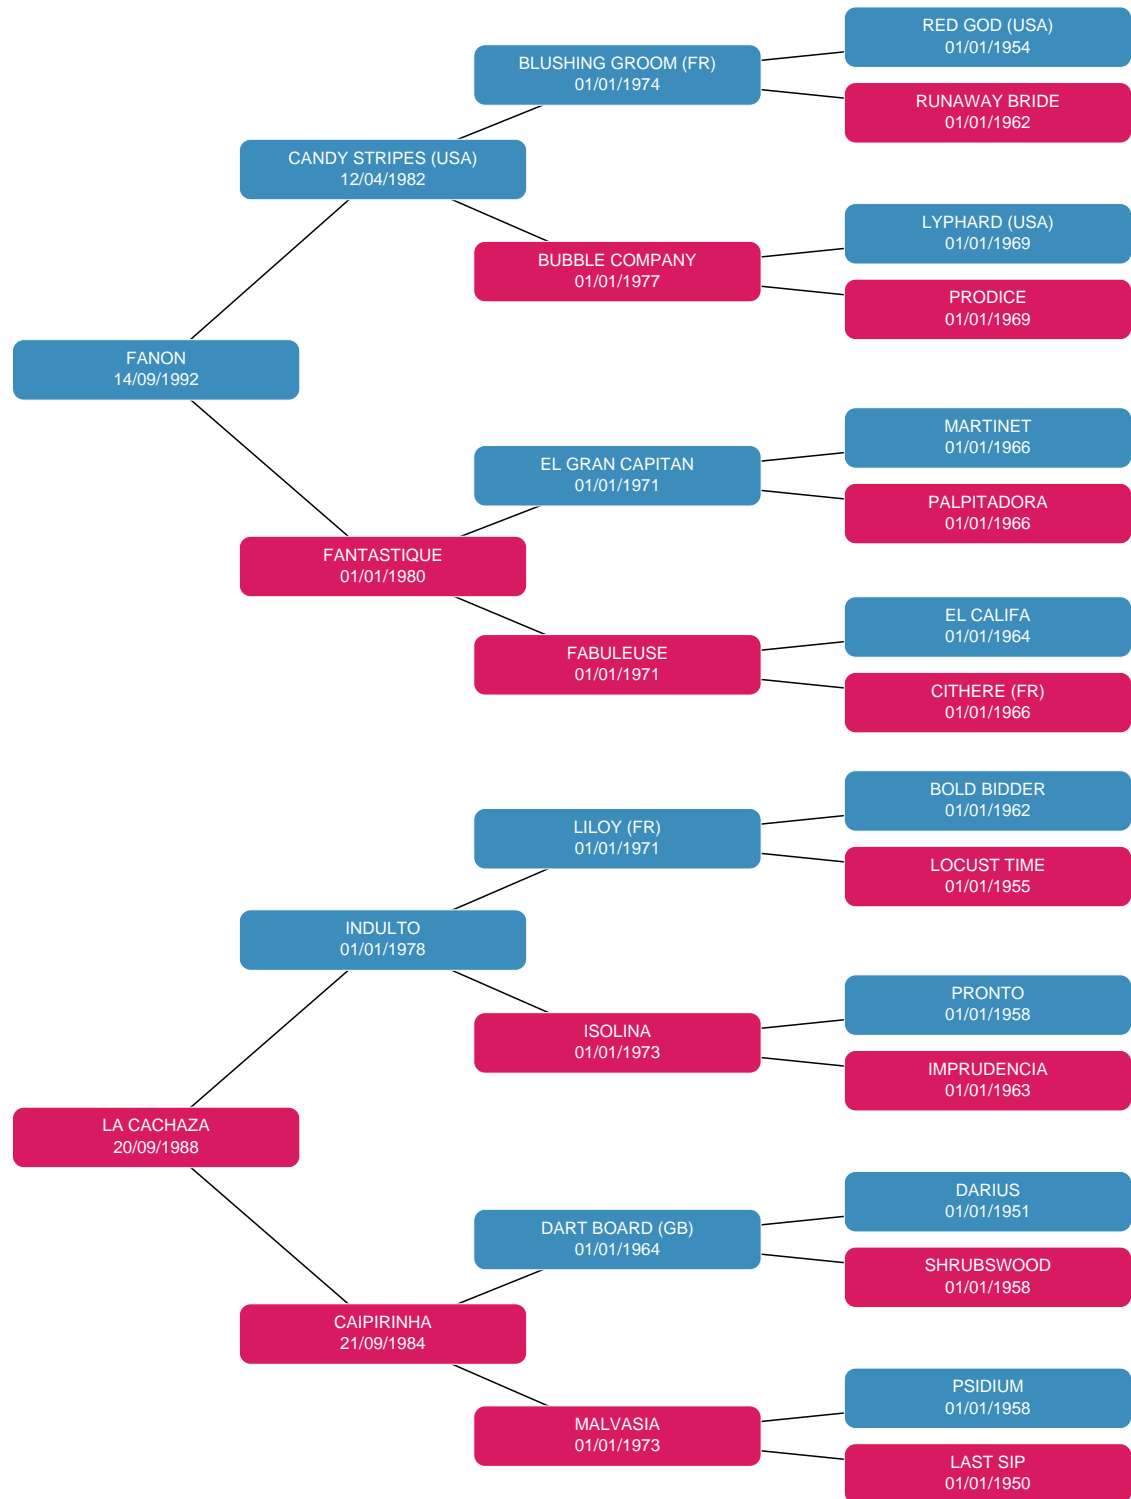 RED GOD (USA)
01/01/1954
BLUSHING GROOM (FR)
01/01/1974
RUNAWAY BRIDE
01/01/1962
CANDY STRIPES (USA)
12/04/1982
LYPHARD (USA)
01/01/1969
BUBBLE COMPANY
01/01/1977
PRODICE
01/01/1969
FANON
14/09/1992
MARTINET
01/01/1966
EL GRAN CAPITAN
01/01/1971
PALPITADORA
01/01/1966
FANTASTIQUE
01/01/1980
EL CALIFA
01/01/1964
FABULEUSE
01/01/1971
CITHERE (FR)
01/01/1966
BOLD BIDDER
01/01/1962
LILOY (FR)
01/01/1971
LOCUST TIME
01/01/1955
INDULTO
01/01/1978
PRONTO
01/01/1958
ISOLINA
01/01/1973
IMPRUDENCIA
01/01/1963
LA CACHAZA
20/09/1988
DARIUS
01/01/1951
DART BOARD (GB)
01/01/1964
SHRUBSWOOD
01/01/1958
CAIPIRINHA
21/09/1984
PSIDIUM
01/01/1958
MALVASIA
01/01/1973
LAST SIP
01/01/1950